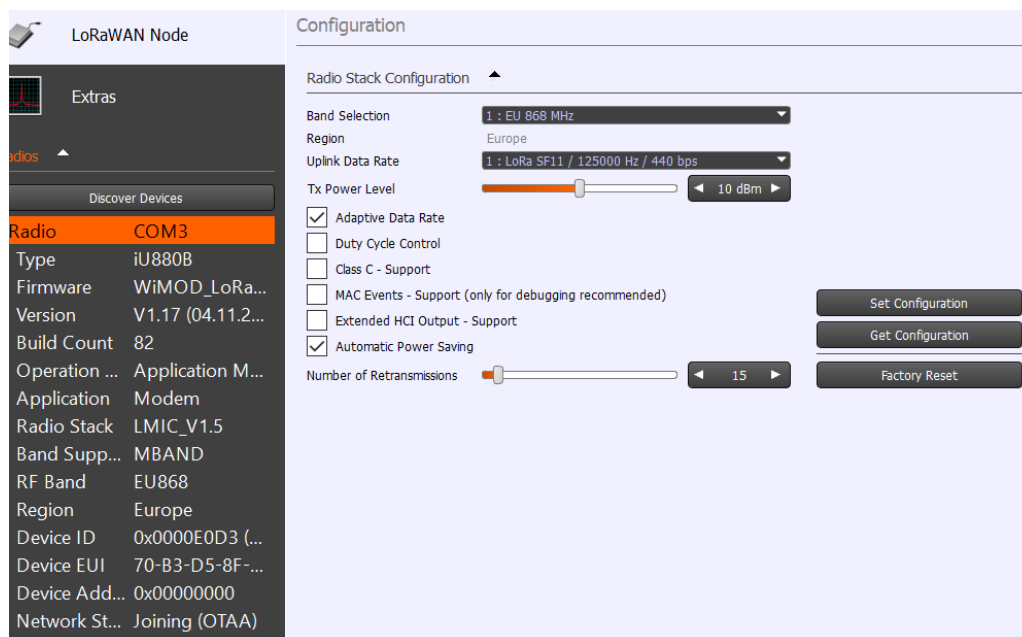 LoRaWAN Node
Extras
adios
Discover Devices
Radio COM3
Type iU880B
Firmware WiMOD_LoRa...
Version V1.17 (04.11.2...
Build Count 82
Operation ... Application M...
Application Modem
Radio Stack LMIC_V1.5
Band Supp... MBAND
RF Band EU868
Region Europe
Device ID 0x0000E0D3 (...
Device EUI 70-B3-D5-8F-...
Device Add... 0x00000000
Network St... Joining (OTAA)
Configuration
Radio Stack Configuration
Band Selection 1 : EU 868 MHz
Region Europe
Uplink Data Rate 1 : LoRa SF11 / 125000 Hz / 440 bps
Tx Power Level 10 dBm
Adaptive Data Rate
Duty Cycle Control
Class C - Support
MAC Events - Support (only for debugging recommended)
Extended HCI Output - Support
Automatic Power Saving
Number of Retransmissions 15
Set Configuration
Get Configuration
Factory Reset